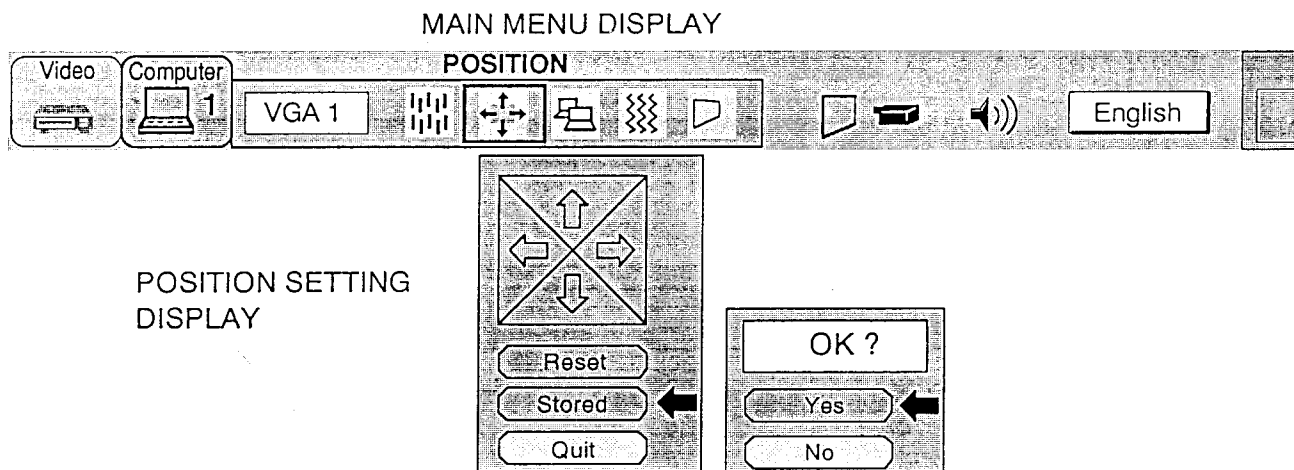 MAIN MENU DISPLAY
POSITION
Video
Computer
1
VGA 1
English
POSITION SETTING
DISPLAY
Reset
Stored
Quit
OK ?
Yes
No